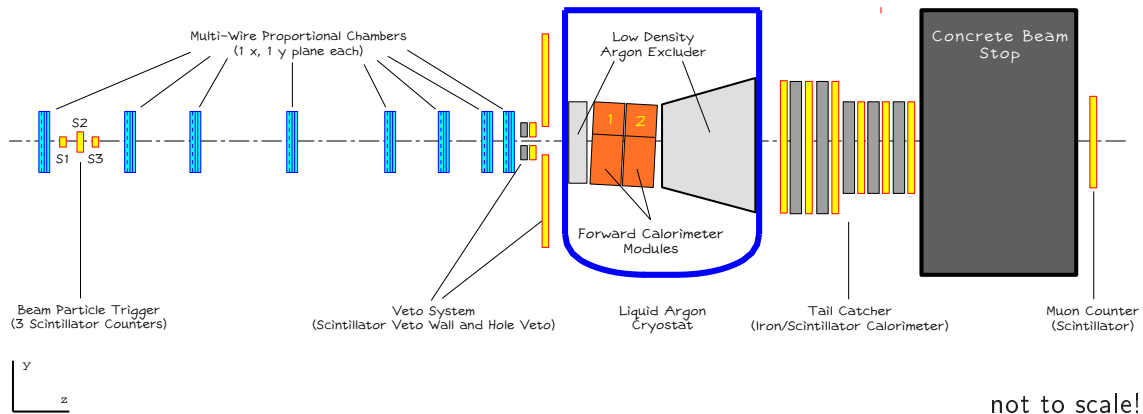 Multi-Wire Proportional Chambers
(1 x, 1 y plane each)
Low Density
Argon Excluder
Concrete Beam
Stop
S2
S1
S3
1
2
Forward Calorimeter
Modules
Beam Particle Trigger
(3 Scintillator Counters)
Veto System
(Scintillator Veto Wall and Hole Veto)
Liquid Argon
Cryostat
Tail Catcher
(Iron/Scintillator Calorimeter)
Muon Counter
(Scintillator)
y
z
not to scale!